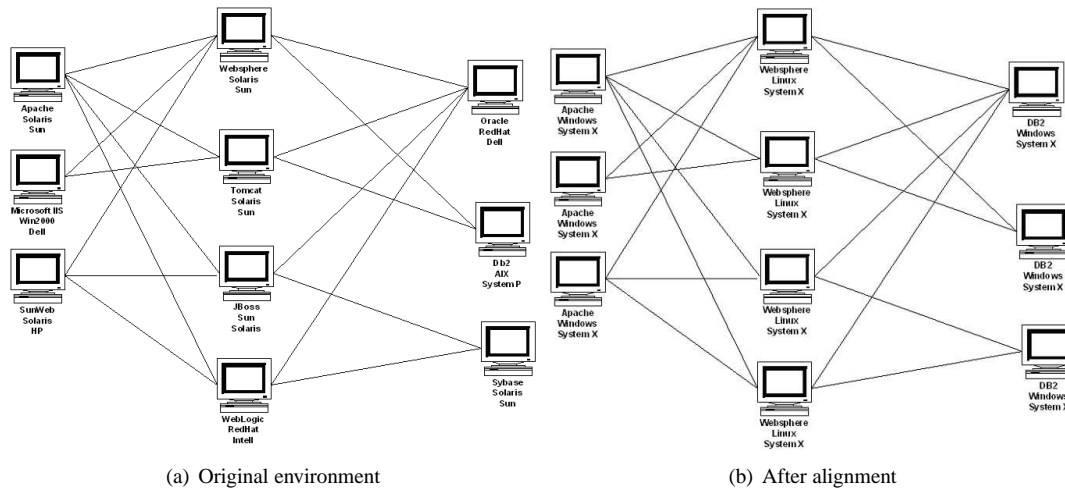 Apache
Solaris
Sun
Microsoft IIS
Win2000
Dell
SunWeb
Solaris
HP
Websphere
Solaris
Sun
Tomcat
Solaris
Sun
JBoss
Sun
Solaris
WebLogic
RedHat
Intell
Oracle
RedHat
Dell
Db2
AIX
System P
Sybase
Solaris
Sun
(a) Original environment
Apache
Windows
System X
Apache
Windows
System X
Apache
Windows
System X
Websphere
Linux
System X
Websphere
Linux
System X
Websphere
Linux
System X
Websphere
Linux
System X
DB2
Windows
System X
DB2
Windows
System X
DB2
Windows
System X
(b) After alignment